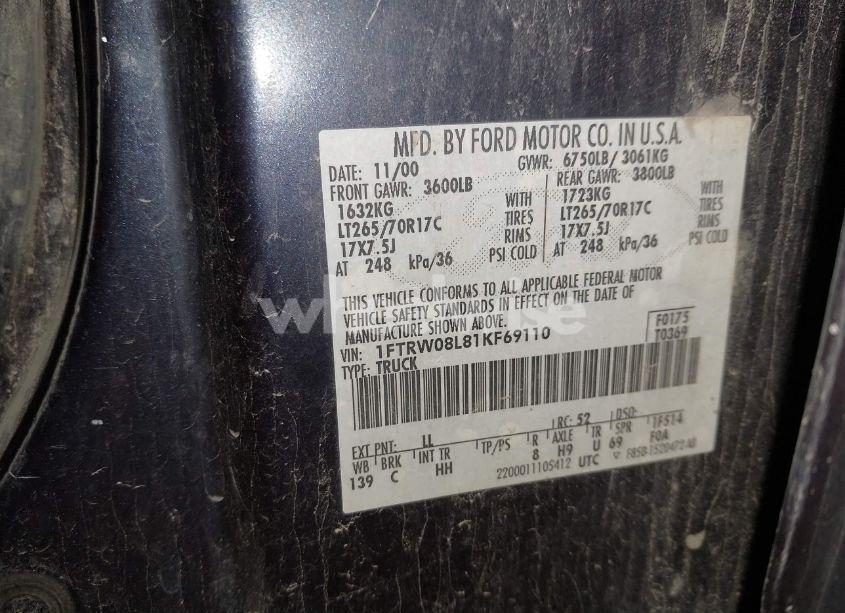 MFD. BY FORD MOTOR CO. IN U.S.A.
DATE: 11/00 GVWR: 6750LB/ 3061KG
FRONT GAWR: 3600LB REAR GAWR: 3800LB
1632KG WITH 1723KG WITH
LT265/70R17C TIRES LT265/70R17C TIRES
17X7.5J RIMS 17X7.5J RIMS
AT 248 kPa/36 PSI COLD AT 248 kPa/36 PSI COLD
THIS VEHICLE CONFORMS TO ALL APPLICABLE FEDERAL MOTOR
VEHICLE SAFETY STANDARDS IN EFFECT ON THE DATE OF
MANUFACTURE SHOWN ABOVE.
VIN: 1FTRW08L81KF69110 F0175
TYPE: TRUCK T0369
EXT PNT: LL RC: 52 DSO: 1F514
WB BRK INT TR TP/PS R AXLE TR SPR F0A
139 C HH 8 H9 U 69
2200011105412 UTC